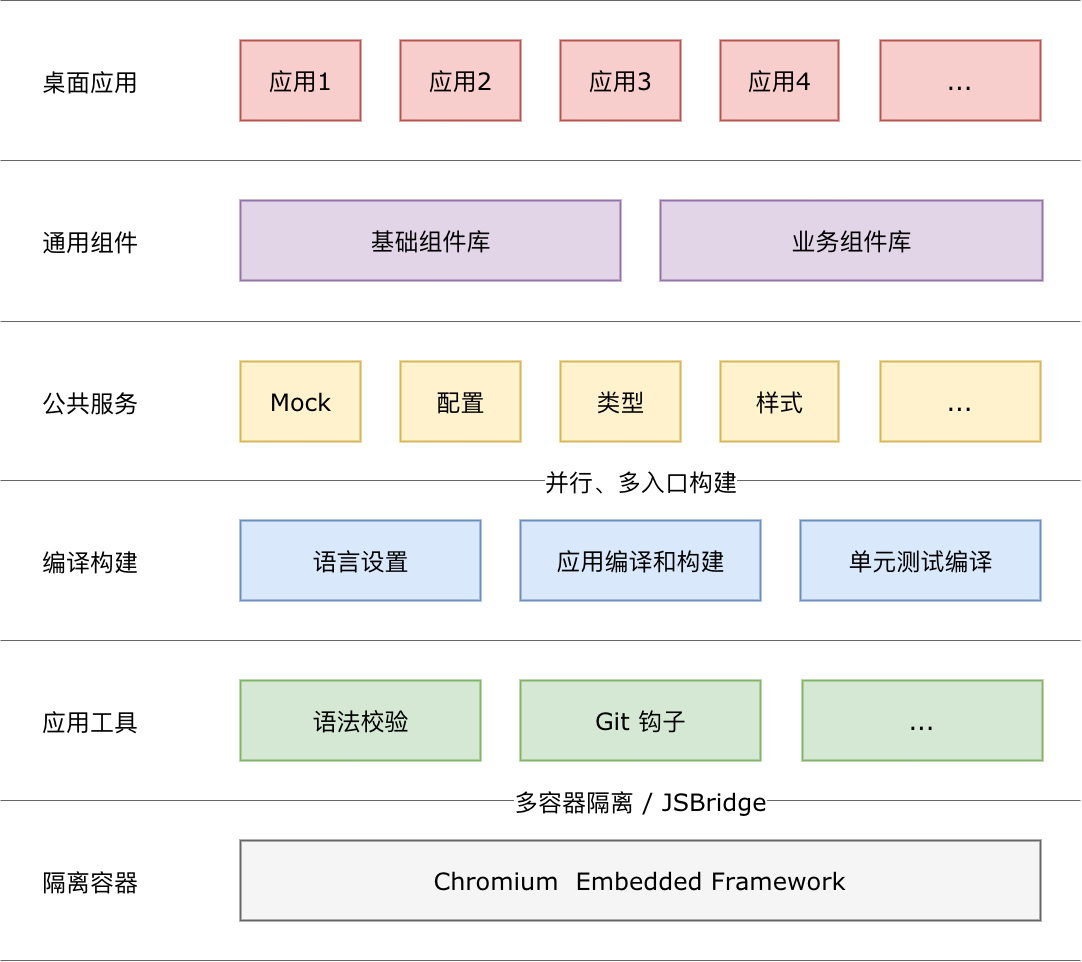 桌面应用
应用1
应用2
应用3
应用4
...
通用组件
基础组件库
业务组件库
公共服务
Mock
配置
类型
样式
...
并行、多入口构建
编译构建
语言设置
应用编译和构建
单元测试编译
应用工具
语法校验
Git 钩子
...
多容器隔离 / JSBridge
隔离容器
Chromium Embedded Framework